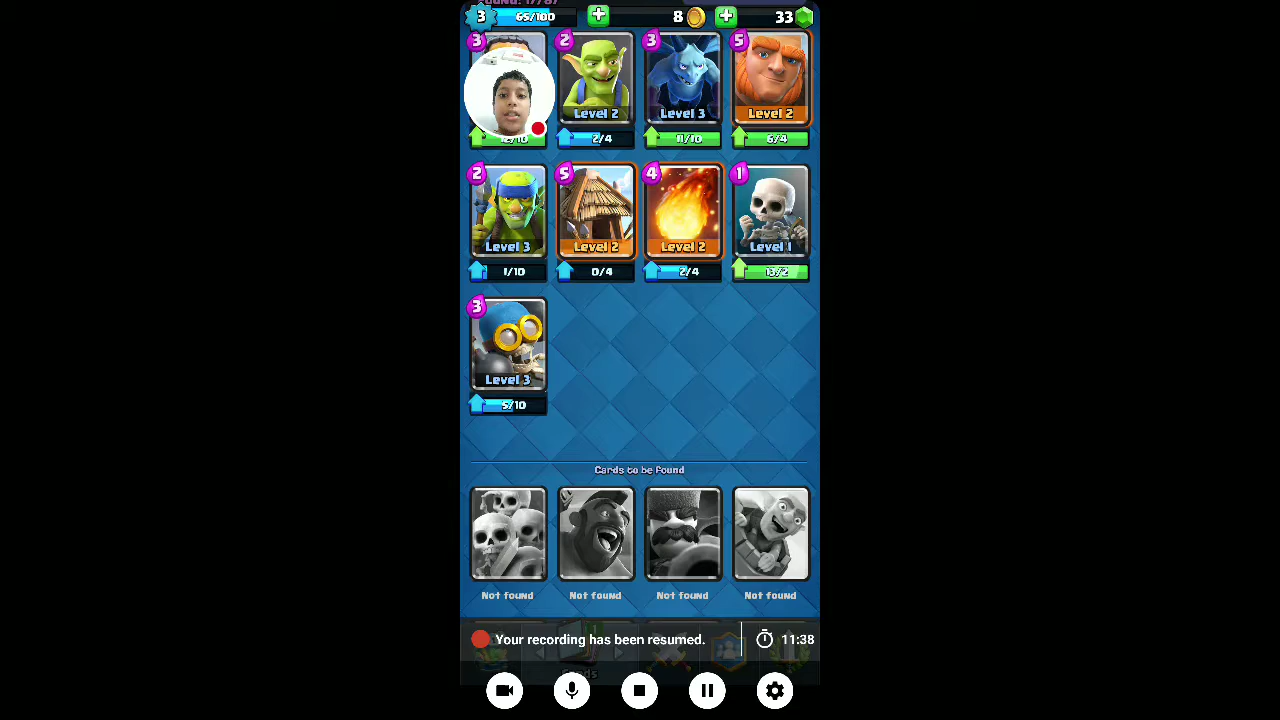 3 65/100 8 33
3 2 3 5
Level 2 Level 3 Level 2
2/4 11/10 6/4
2 5 4 1
Level 3 Level 2 Level 2 Level 1
1/10 0/4 2/4
3
Level 3
5/10
Cards to be found
Not found Not found Not found Not found
Your recording has been resumed. 11:38